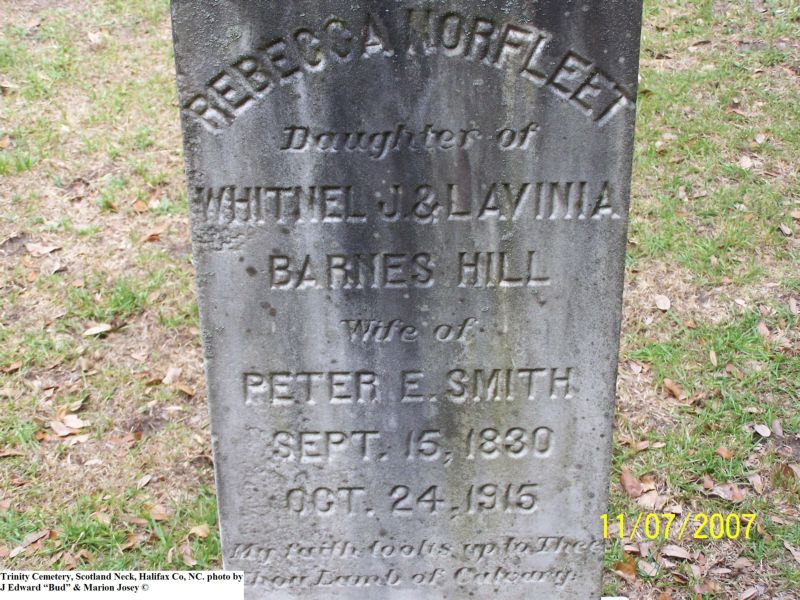 REBECCA NORFLEET
Daughter of
WHITNEL J. & LAVINIA
BARNES HILL
Wife of
PETER E. SMITH
SEPT. 15, 1830
OCT. 24, 1915
My faith looks up to Thee
Thou Lamb of Calvary.
11/07/2007
Trinity Cemetery, Scotland Neck, Halifax Co, NC. photo by
J Edward “Bud” & Marion Josey ©